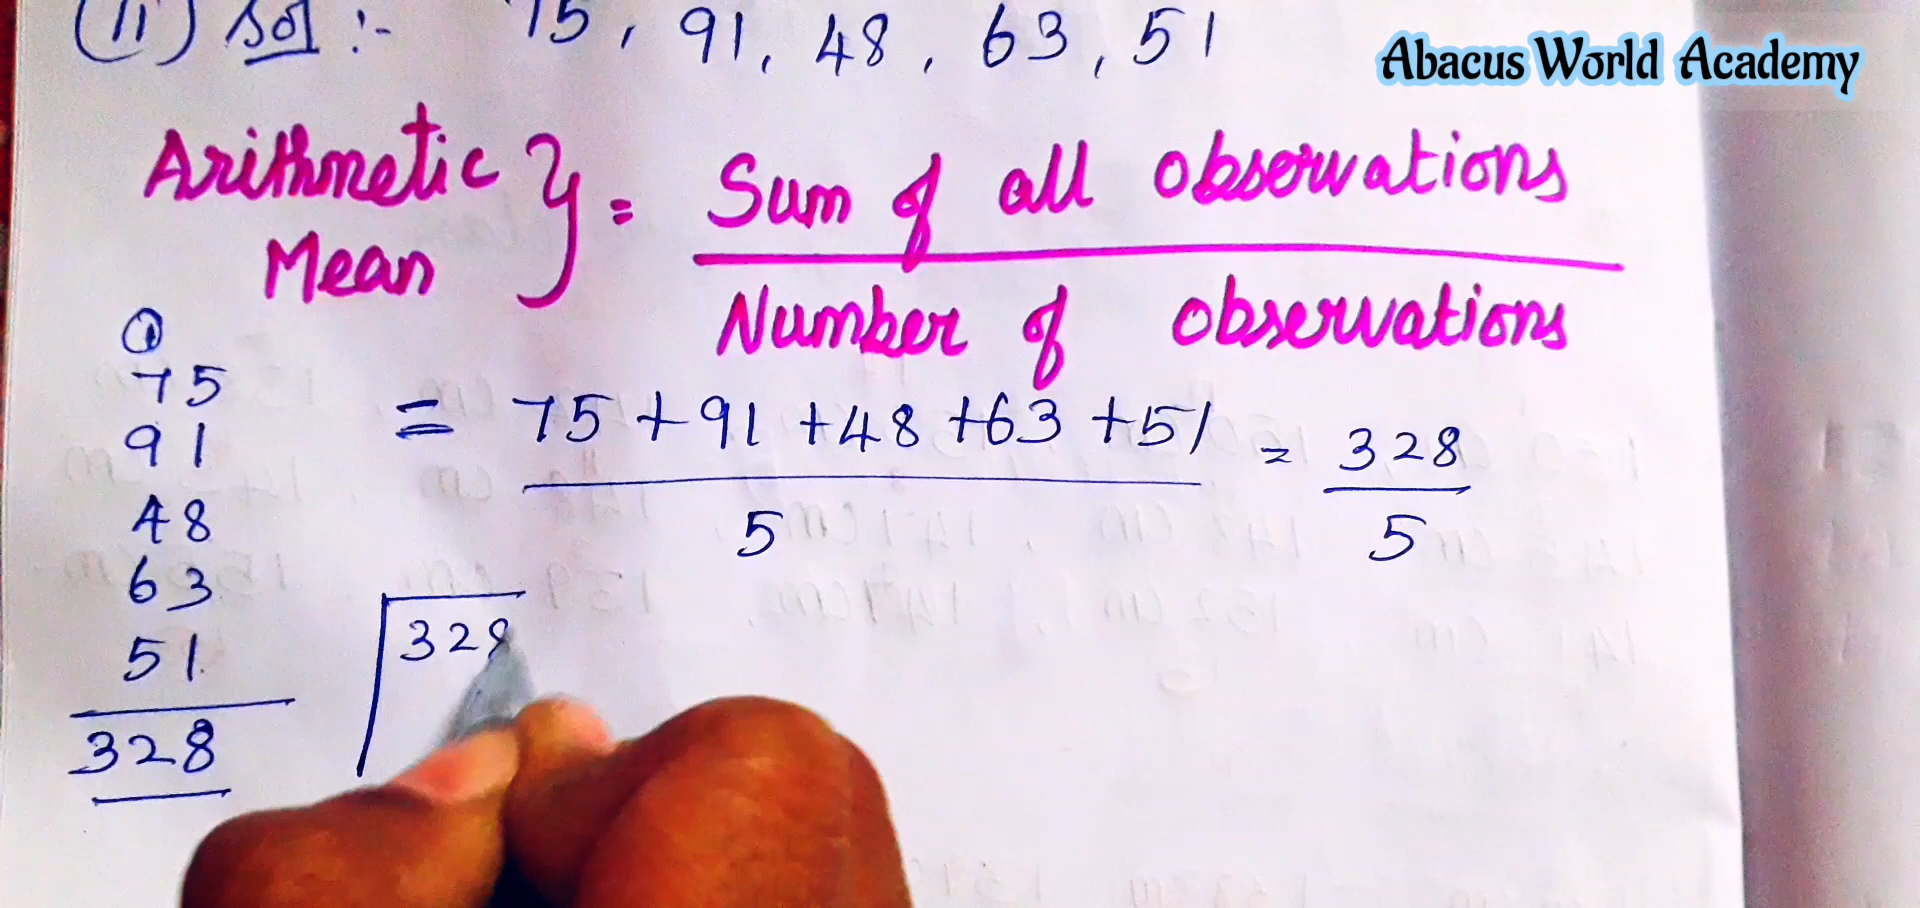 (ii) Sol :- 75, 91, 48, 63, 51
Abacus World Academy
Arithmetic Mean } = Sum of all observations
Number of observations
1
75
91
48
63
51
328
= 75 + 91 + 48 + 63 + 51 = 328
5 5
328